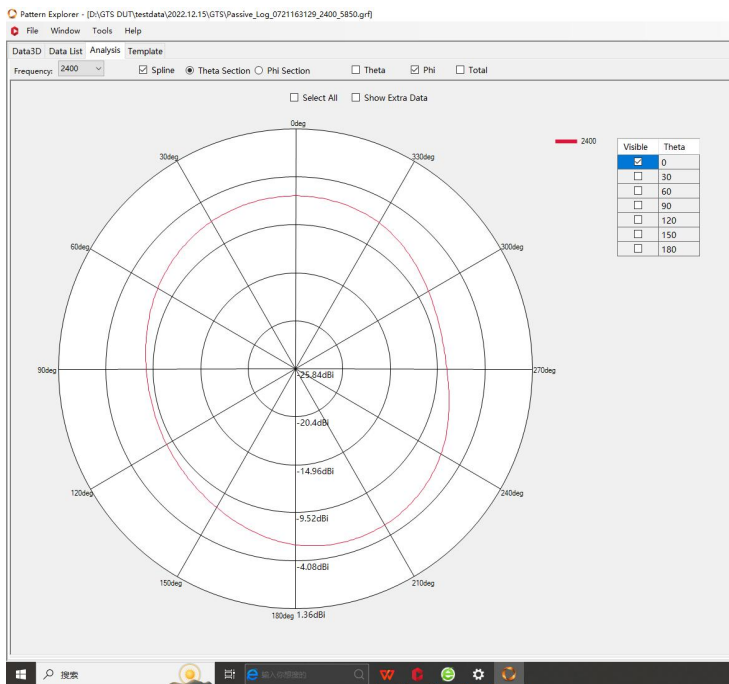 Pattern Explorer - [D:\GTS DUT\testdata\2022.12.15\GTS\Passive_Log_0721163129_2400_5850.grf]
File Window Tools Help
Data3D Data List Analysis Template
Frequency: 2400 Spline Theta Section Phi Section Theta Phi Total
Select All Show Extra Data
0deg
2400
Visible Theta
0
30
60
90
120
150
180
30deg
330deg
60deg
300deg
90deg
-25.84dBi
270deg
-20.4dBi
-14.96dBi
120deg
240deg
-9.52dBi
-4.08dBi
150deg
210deg
180deg 1.36dBi
搜索